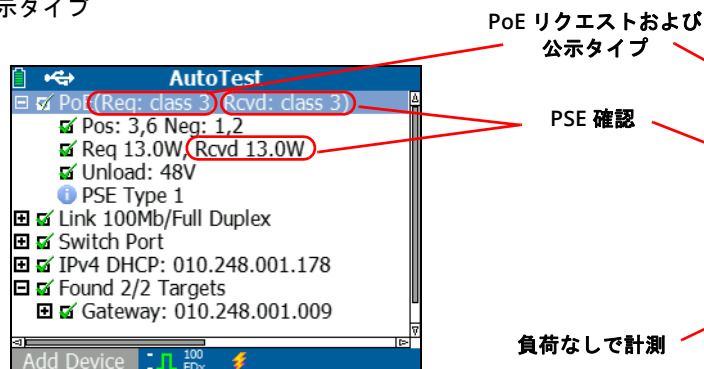 示タイプ
PoE リクエストおよび
公示タイプ
PSE 確認
負荷なしで計測
AutoTest
PoE(Req: class 3, Rcvd: class 3)
Pos: 3,6 Neg: 1,2
Req 13.0W, Rcvd 13.0W
Unload: 48V
PSE Type 1
Link 100Mb/Full Duplex
Switch Port
IPv4 DHCP: 010.248.001.178
Found 2/2 Targets
Gateway: 010.248.001.009
Add Device
100
FDx